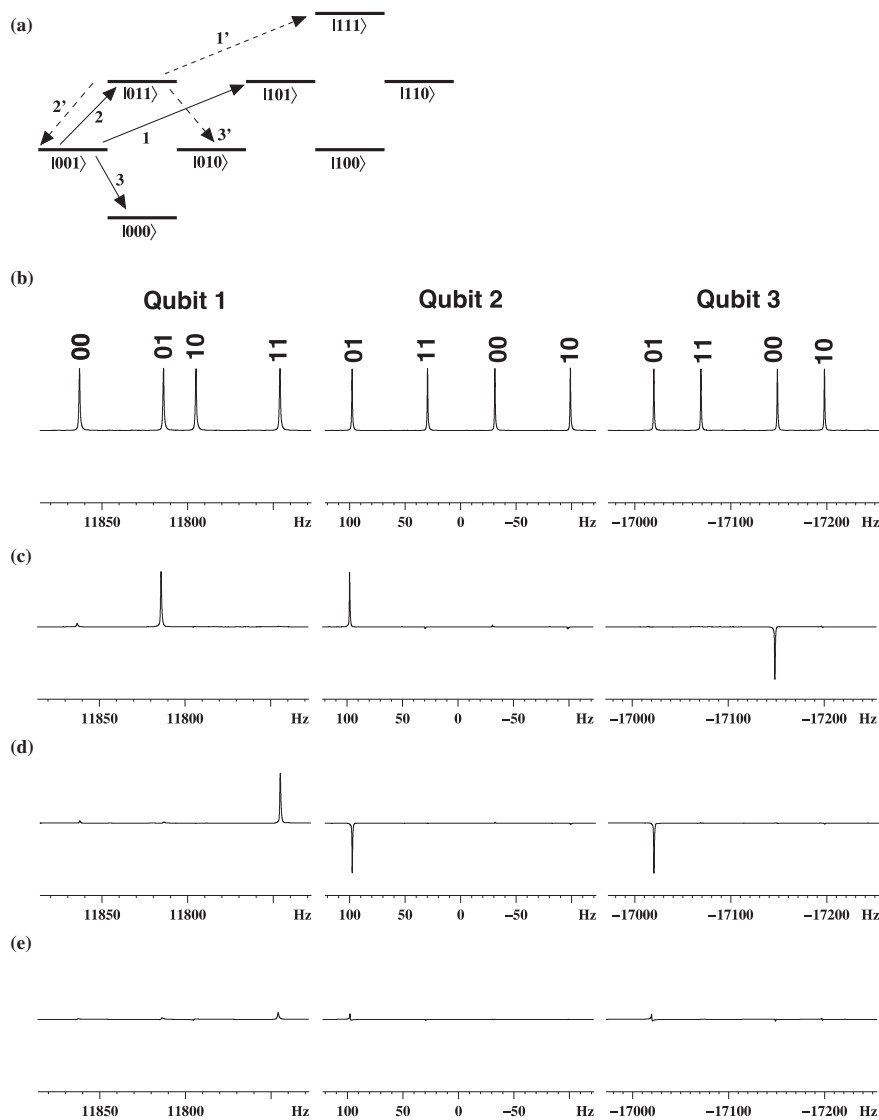 (a)
|111⟩
1’
|011⟩
|101⟩
|110⟩
2’
2
1
3’
|001⟩
|010⟩
|100⟩
3
|000⟩
(b)
Qubit 1
Qubit 2
Qubit 3
00 01 10 11
01 11 00 10
01 11 00 10
11850 11800 Hz
100 50 0 −50 Hz
−17000 −17100 −17200 Hz
(c)
11850 11800 Hz
100 50 0 −50 Hz
−17000 −17100 −17200 Hz
(d)
11850 11800 Hz
100 50 0 −50 Hz
−17000 −17100 −17200 Hz
(e)
11850 11800 Hz
100 50 0 −50 Hz
−17000 −17100 −17200 Hz